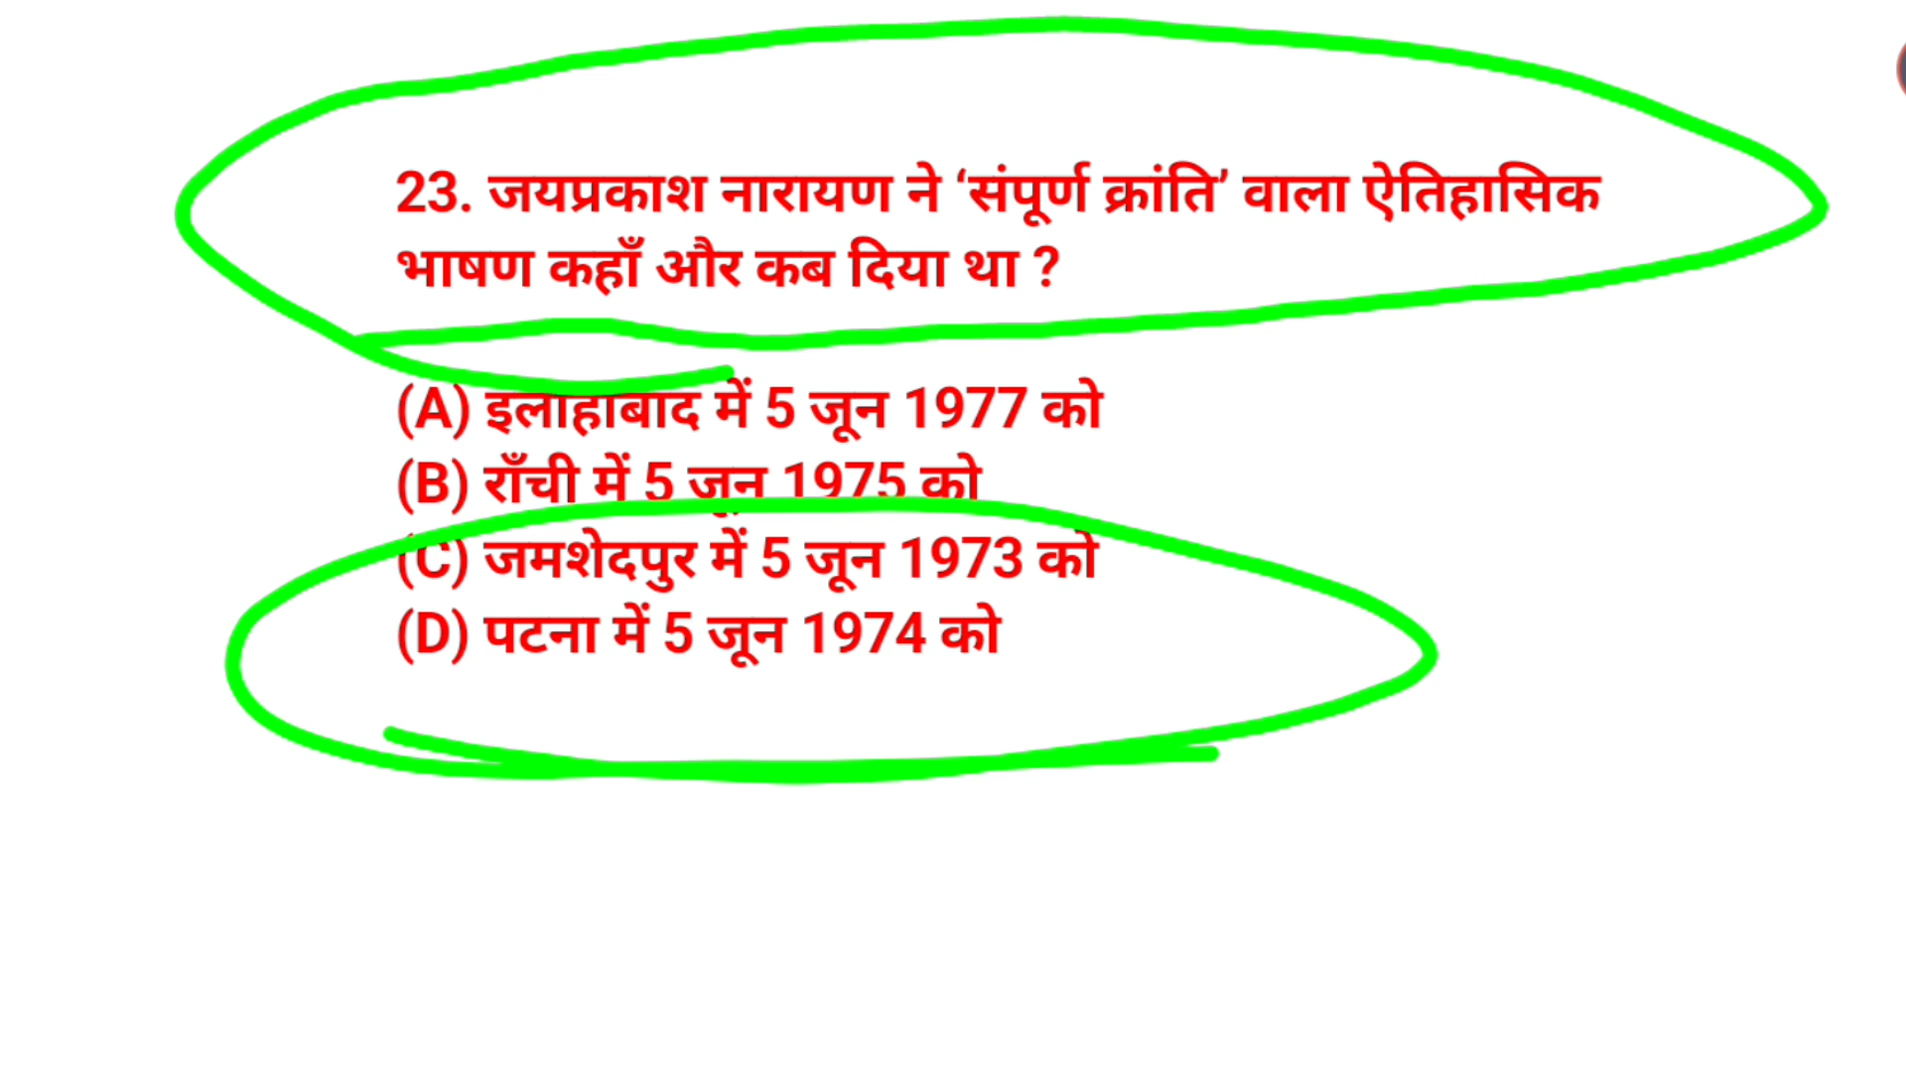 23. जयप्रकाश नारायण ने ‘संपूर्ण क्रांति’ वाला ऐतिहासिक
भाषण कहाँ और कब दिया था ?
(A) इलाहाबाद में 5 जून 1977 को
(B) राँची में 5 जून 1975 को
(C) जमशेदपुर में 5 जून 1973 को
(D) पटना में 5 जून 1974 को